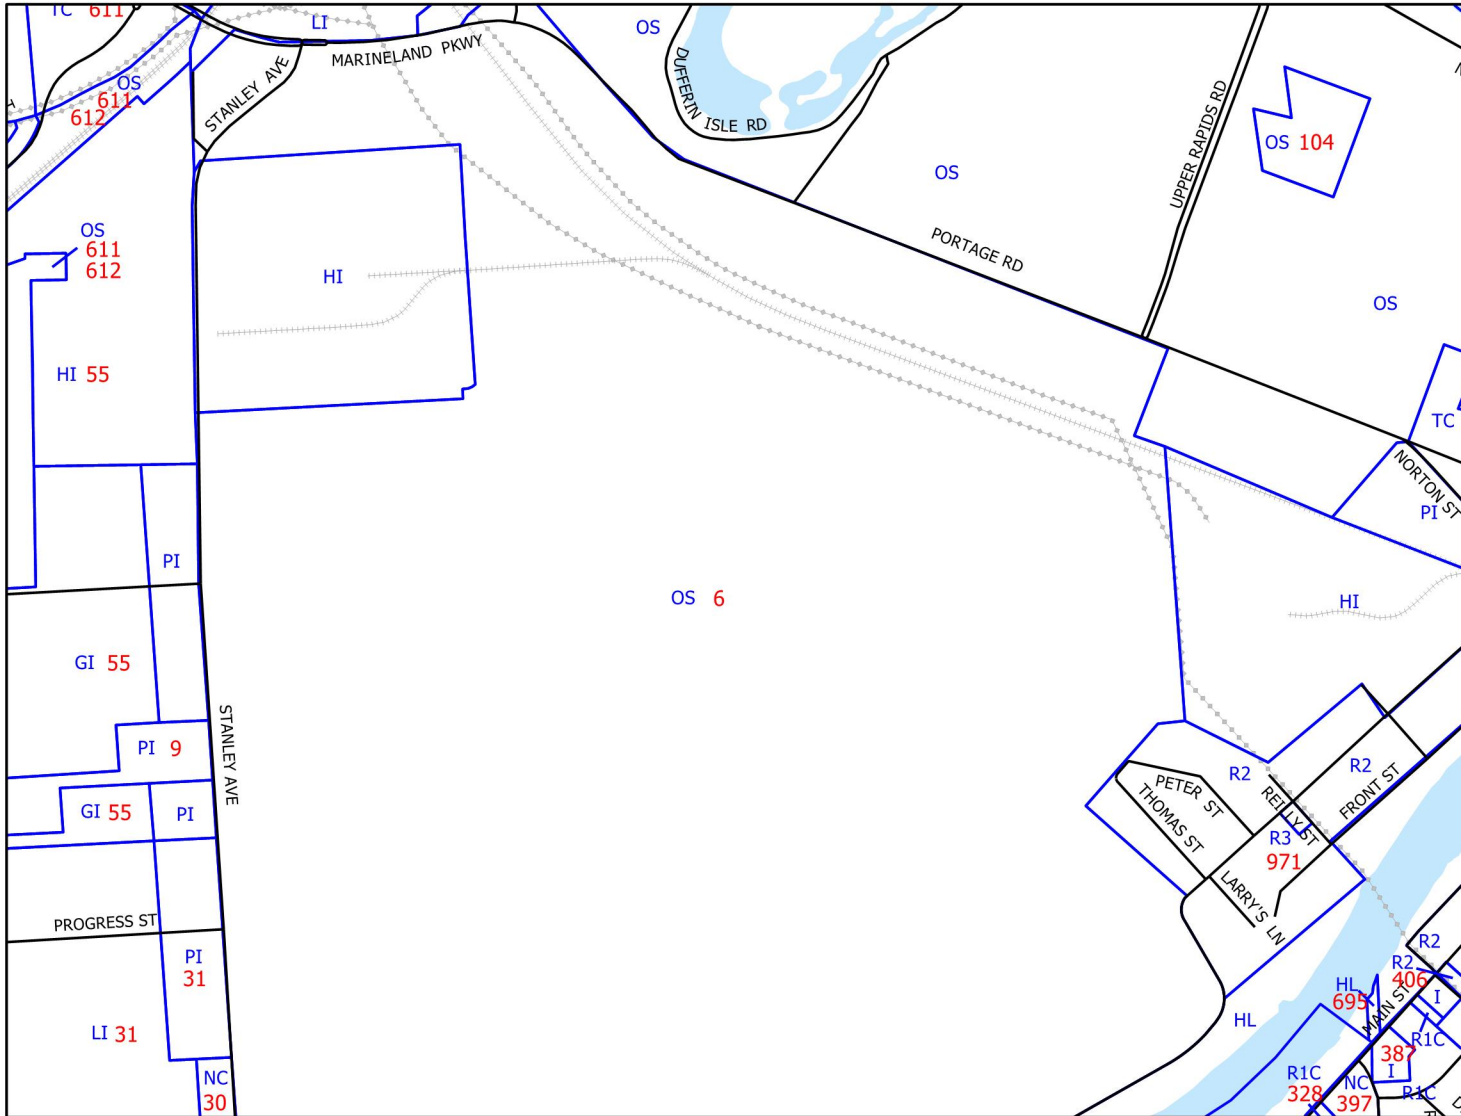 TC 611
LI
OS
MARINELAND PKWY
STANLEY AVE
DUFFERIN ISLE RD
UPPER RAPIDS RD
OS
611
612
OS 104
OS
OS
611
612
PORTAGE RD
HI
OS
HI 55
TC
NORTON ST
PI
PI
OS 6
HI
GI 55
STANLEY AVE
PI 9
R2
R2
PETER ST
THOMAS ST
REILLY ST
FRONT ST
GI 55
PI
R3
971
LARRY'S LN
PROGRESS ST
PI
31
R2
R2
406
HL
695
I
MAIN ST
HL
LI 31
R1C
387
I
NC
30
R1C
328
NC
397
R1C